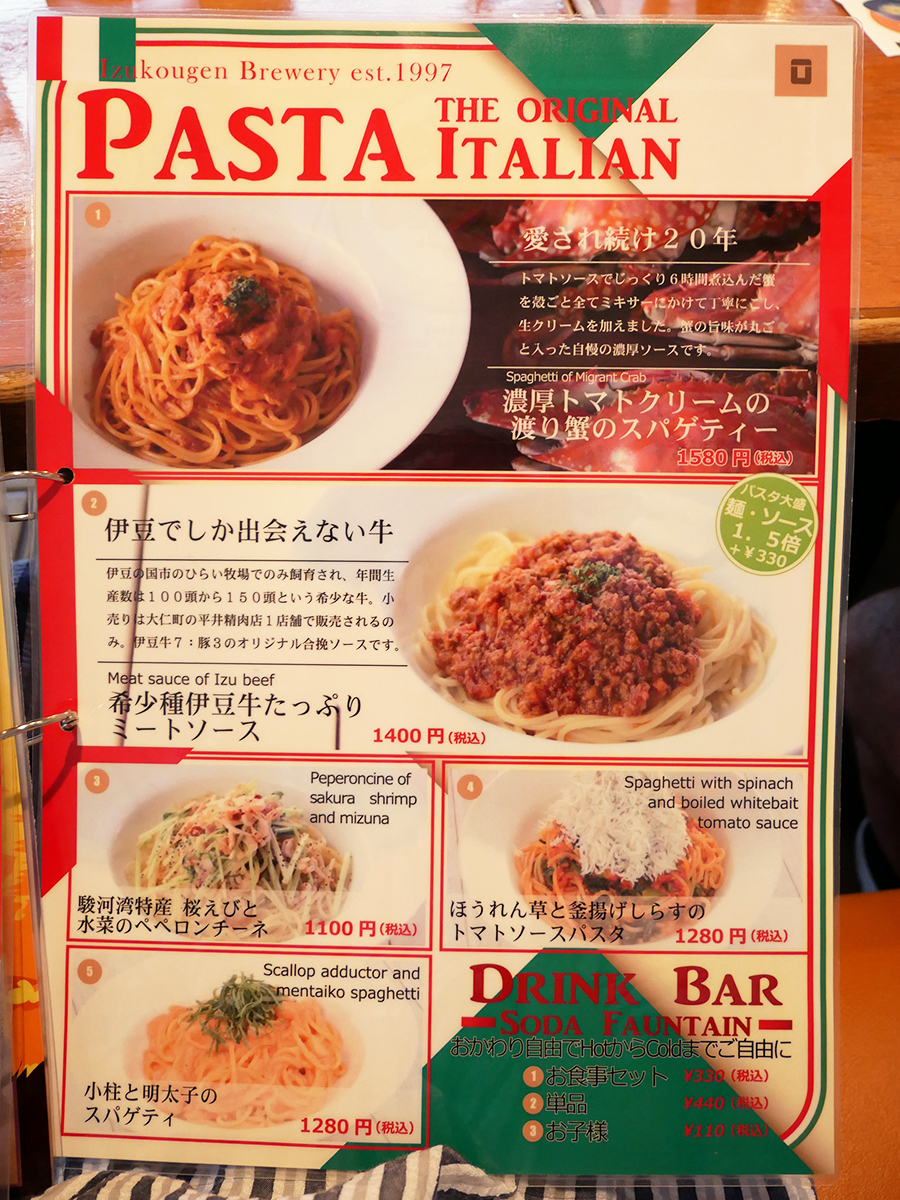 Izukougen Brewery est.1997
PASTA THE ORIGINAL
ITALIAN
1
愛され続け20年
トマトソースでじっくり6時間煮込んだ蟹
を殻ごと全てミキサーにかけて丁寧にこし、
生クリームを加えました。蟹の旨味が丸ご
と入った自慢の濃厚ソースです。
Spaghetti of Migrant Crab
濃厚トマトクリームの
渡り蟹のスパゲティー
1580円(税込)
2
伊豆でしか出会えない牛
パスタ大盛
麺・ソース
1.5倍
+¥330
伊豆の国市のひらい牧場でのみ飼育され、年間生
産数は100頭から150頭という希少な牛。小
売りは大仁町の平井精肉店1店舗で販売されるの
み。伊豆牛7:豚3のオリジナル合挽ソースです。
Meat sauce of Izu beef
希少種伊豆牛たっぷり
ミートソース
1400円(税込)
3
Peperoncine of
sakura shrimp
and mizuna
駿河湾特産 桜えびと
水菜のペペロンチーネ
1100円(税込)
4
Spaghetti with spinach
and boiled whitebait
tomato sauce
ほうれん草と釜揚げしらすの
トマトソースパスタ
1280円(税込)
5
Scallop adductor and
mentaiko spaghetti
小柱と明太子の
スパゲティ
1280円(税込)
DRINK BAR
SODA FAUNTAIN
おかわり自由でHotからColdまでご自由に
1 お食事セット ¥330(税込)
2 単品 ¥440(税込)
3 お子様 ¥110(税込)